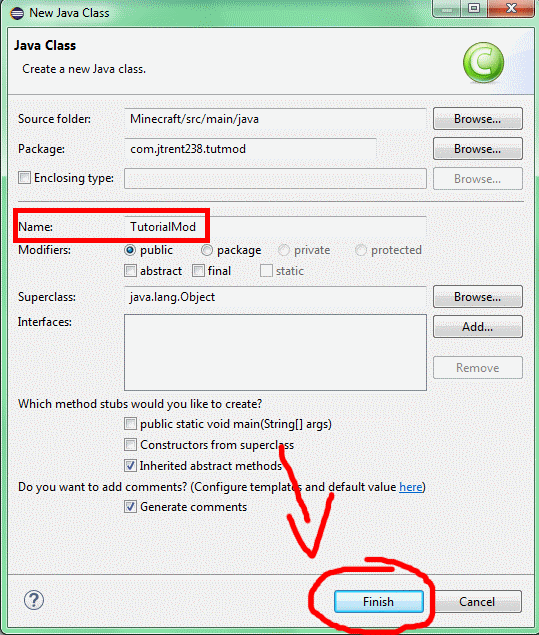 New Java Class
Java Class
Create a new Java class.
C
Source folder: Minecraft/src/main/java Browse...
Package: com.jtrent238.tutmod Browse...
Enclosing type: Browse...
Name: TutorialMod
Modifiers: public package private protected
abstract final static
Superclass: java.lang.Object Browse...
Interfaces: Add...
Remove
Which method stubs would you like to create?
public static void main(String[] args)
Constructors from superclass
Inherited abstract methods
Do you want to add comments? (Configure templates and default value here)
Generate comments
? Finish Cancel